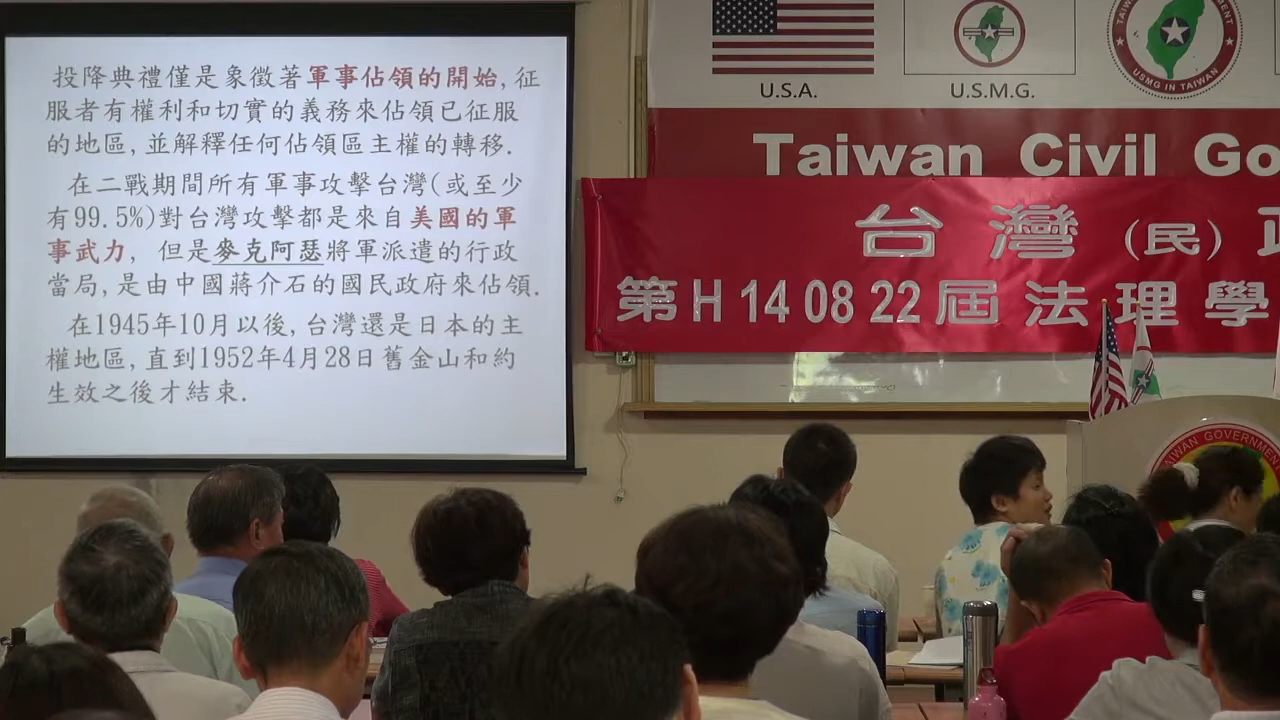 投降典禮僅是象徵著軍事佔領的開始,征
服者有權利和切實的義務來佔領已征服
的地區,並解釋任何佔領區主權的轉移.
在二戰期間所有軍事攻擊台灣(或至少
有99.5%)對台灣攻擊都是來自美國的軍
事武力, 但是麥克阿瑟將軍派遣的行政
當局,是由中國蔣介石的國民政府來佔領.
在1945年10月以後,台灣還是日本的主
權地區,直到1952年4月28日舊金山和約
生效之後才結束.
U.S.A.
U.S.M.G.
USMG IN TAIWAN
Taiwan Civil Go
台灣(民)
第H 14 08 22屆法理學
TAIWAN GOVERNMENT